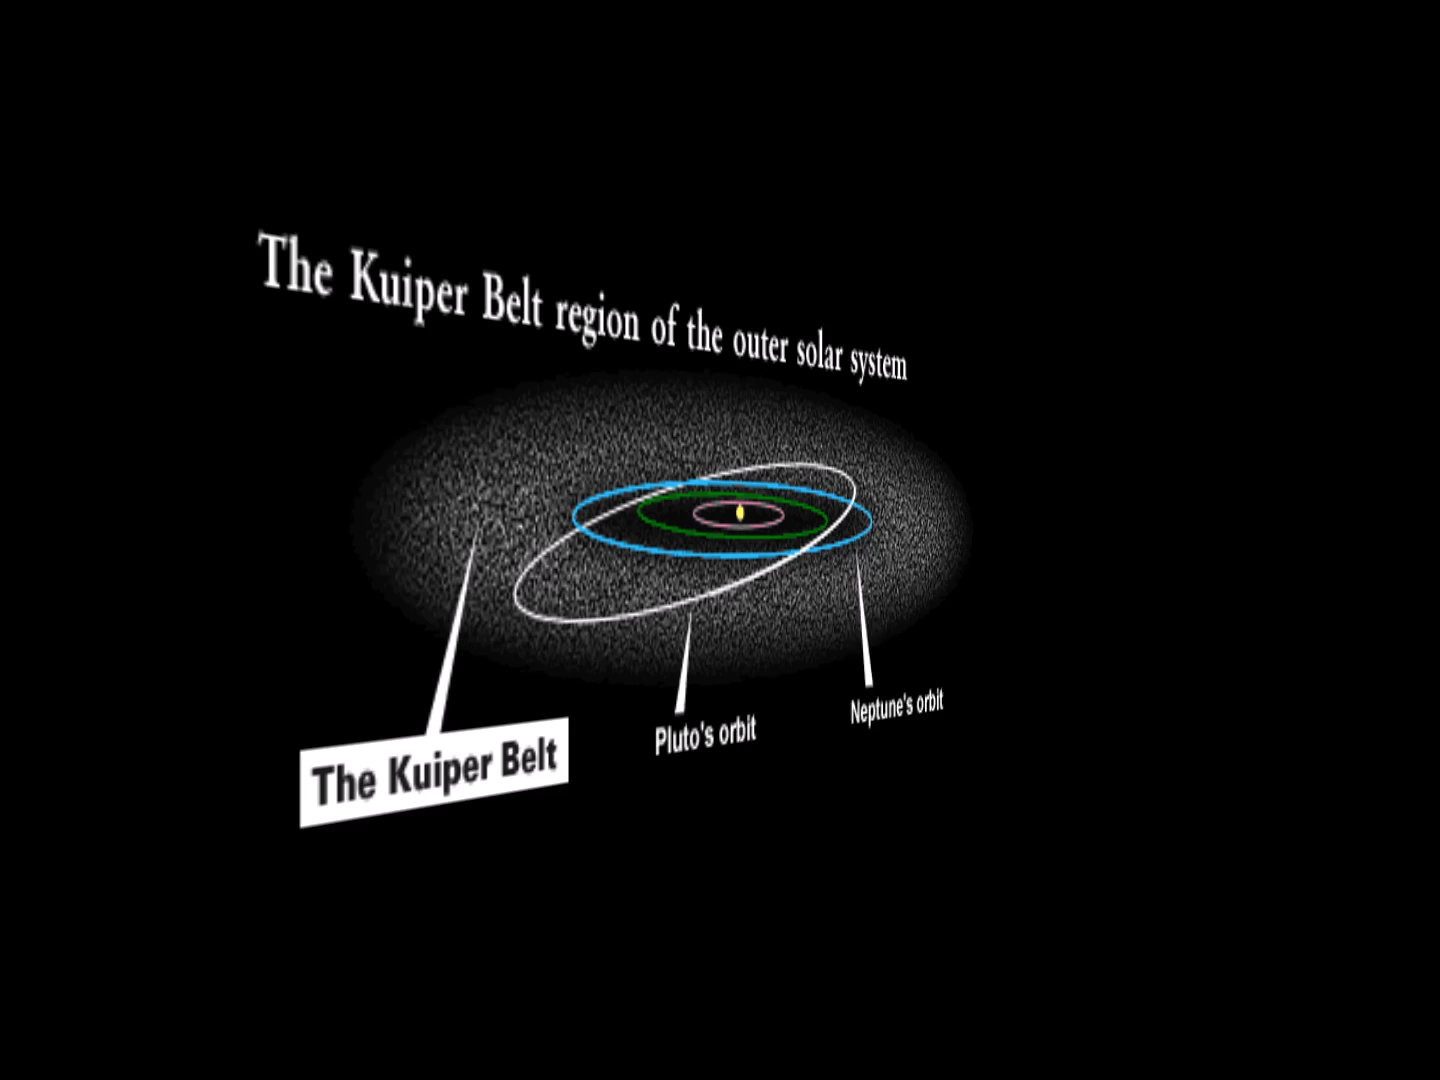 The Kuiper Belt region of the outer solar system
The Kuiper Belt
Pluto's orbit
Neptune's orbit